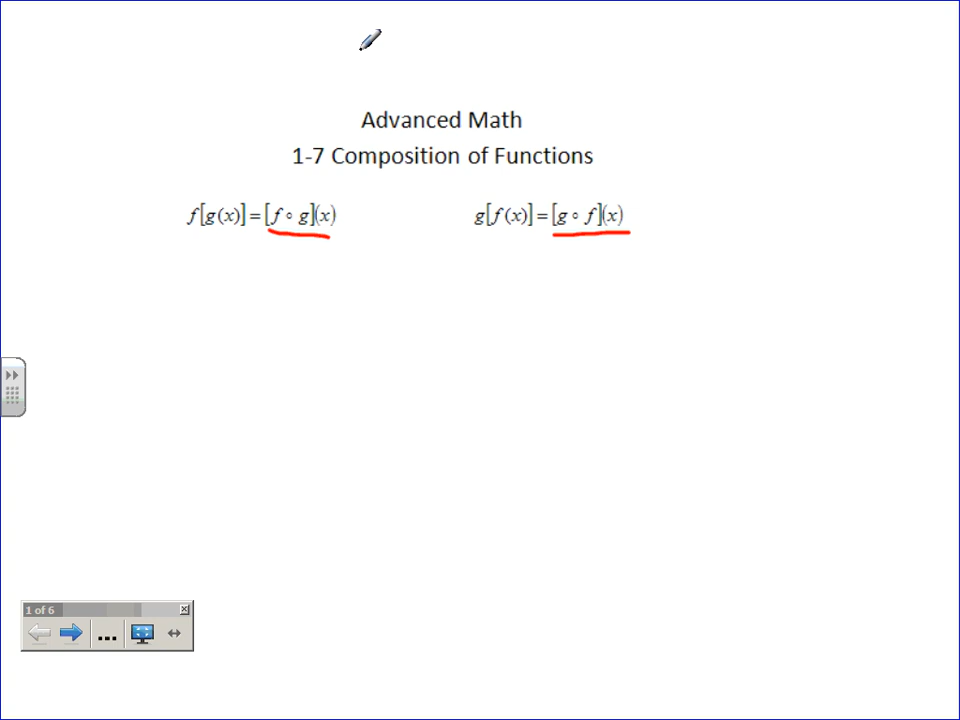 Advanced Math
1-7 Composition of Functions
f[g(x)] = [f ∘ g](x) g[f(x)] = [g ∘ f](x)
1 of 6
...